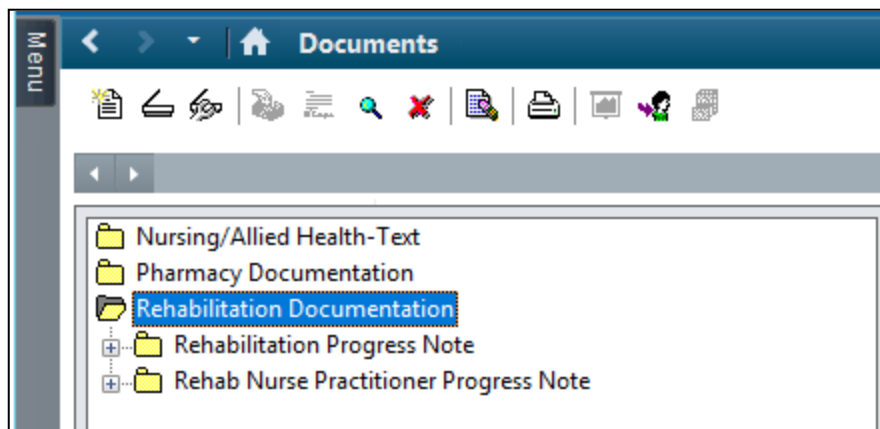 Menu
Documents
Nursing/Allied Health-Text
Pharmacy Documentation
Rehabilitation Documentation
Rehabilitation Progress Note
Rehab Nurse Practitioner Progress Note